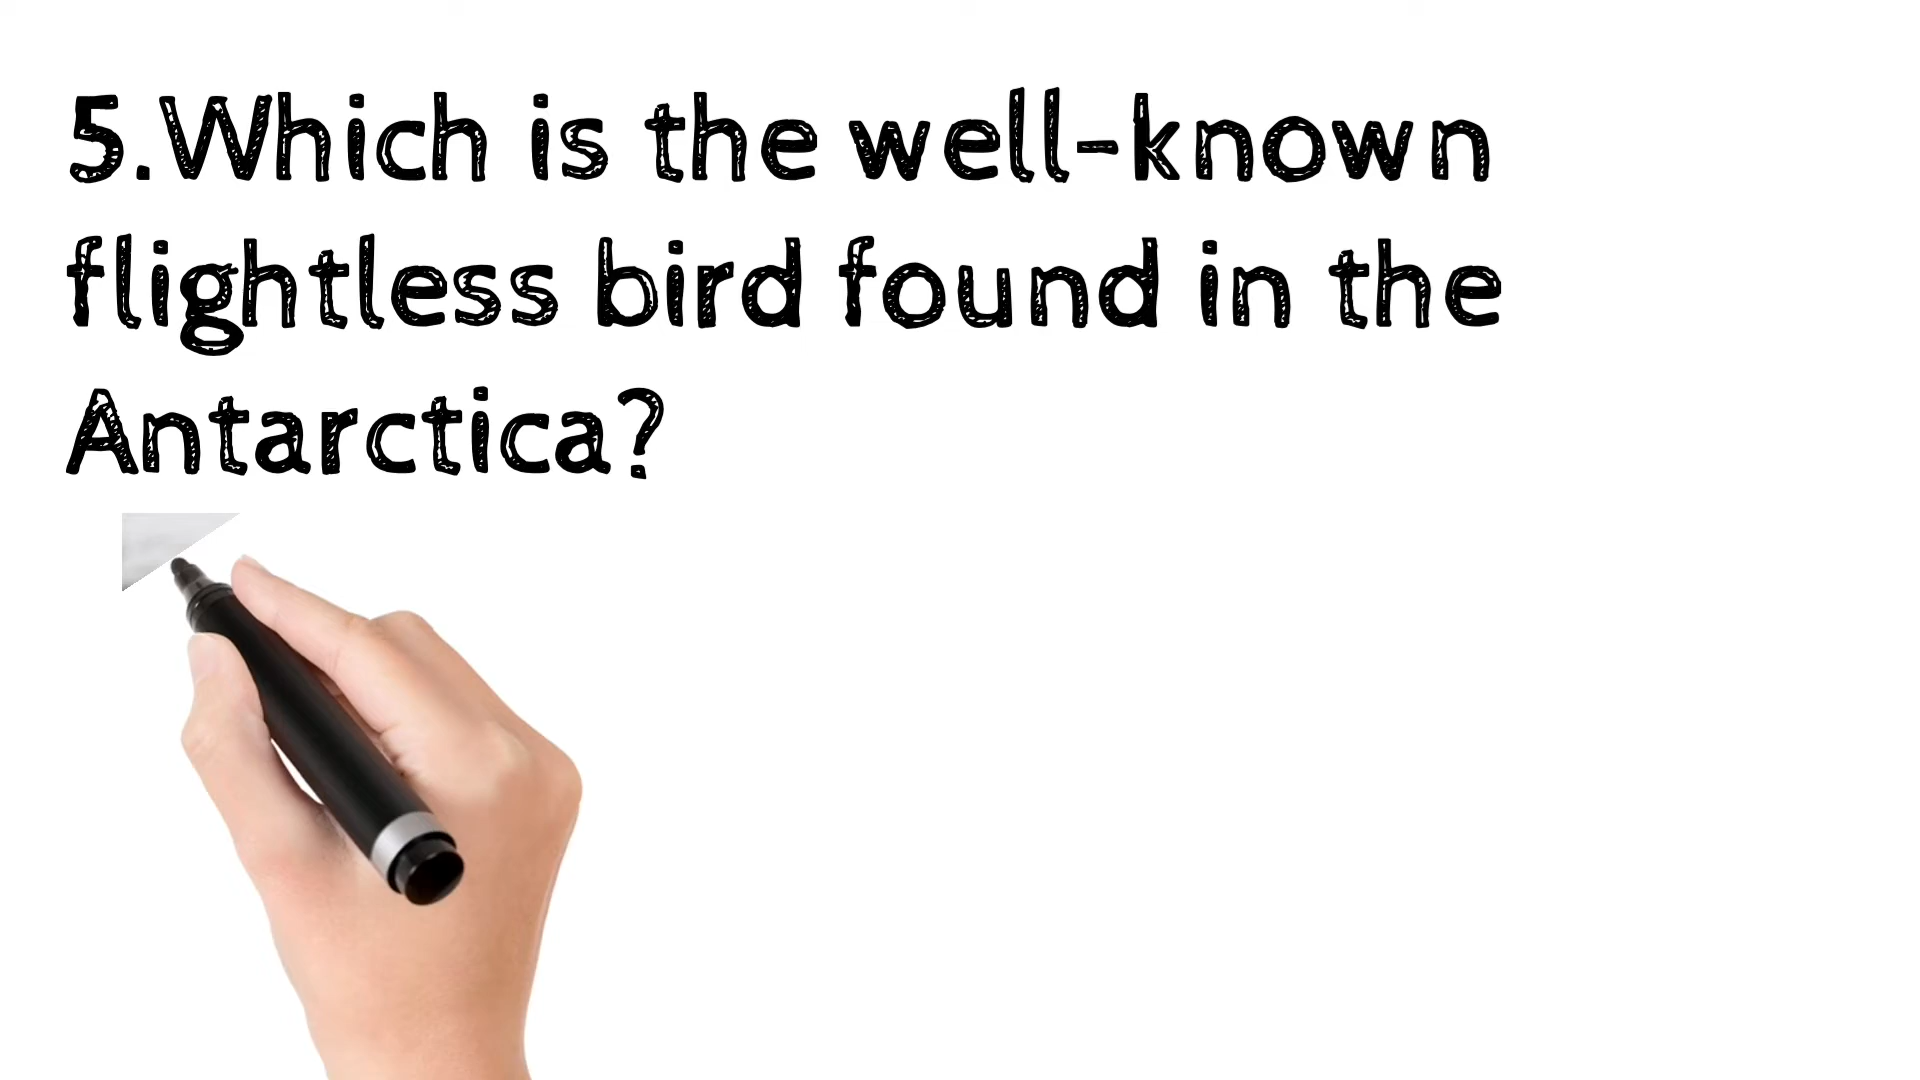 5.Which is the well-known
flightless bird found in the
Antarctica?